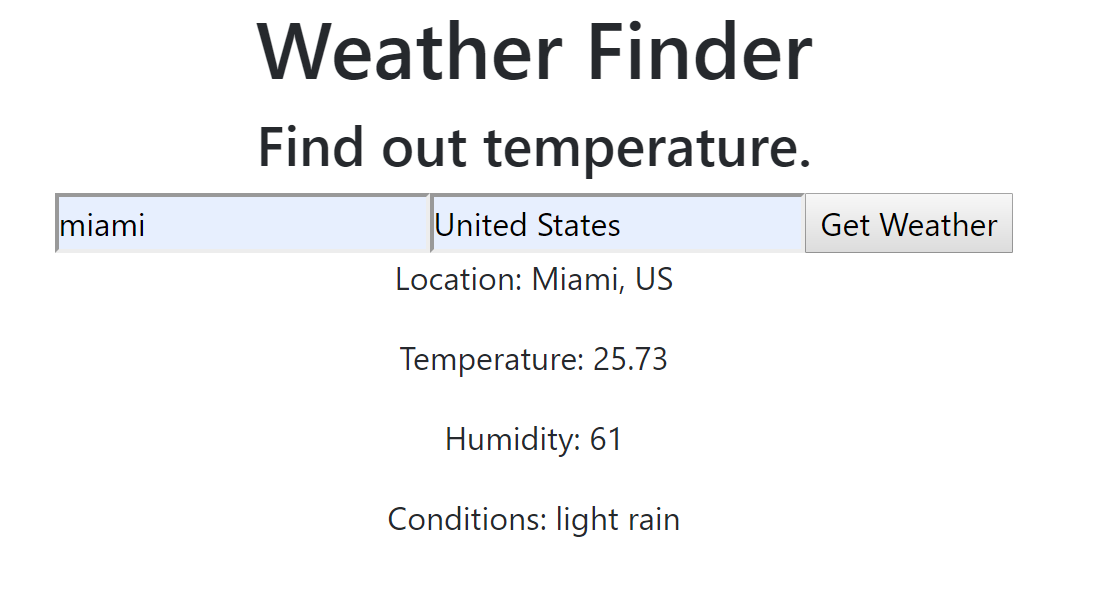 Weather Finder
Find out temperature.
miami United States Get Weather
Location: Miami, US
Temperature: 25.73
Humidity: 61
Conditions: light rain